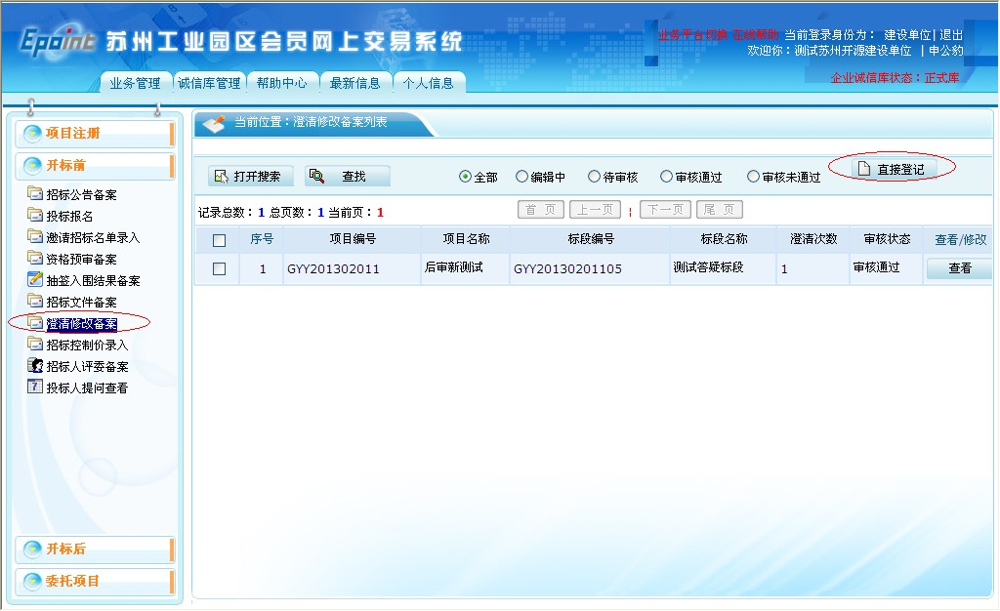 Epoint 苏州工业园区会员网上交易系统
业务平台切换 在线帮助 当前登录身份为： 建设单位| 退出
欢迎你：测试苏州开源建设单位 | 申公豹
企业诚信库状态：正式库
业务管理 诚信库管理 帮助中心 最新信息 个人信息
项目注册
开标前
招标公告备案
投标报名
邀请招标名单录入
资格预审备案
抽签入围结果备案
招标文件备案
澄清修改备案
招标控制价录入
招标人评委备案
投标人提问查看
开标后
委托项目
当前位置：澄清修改备案列表
打开搜索 查找 全部 编辑中 待审核 审核通过 审核未通过 直接登记
记录总数：1 总页数：1 当前页：1 首 页 上一页 ¦ 下一页 尾 页
序号 项目编号 项目名称 标段编号 标段名称 澄清次数 审核状态 查看/修改
1 GYY201302011 后审新测试 GYY20130201105 测试答疑标段 1 审核通过 查看